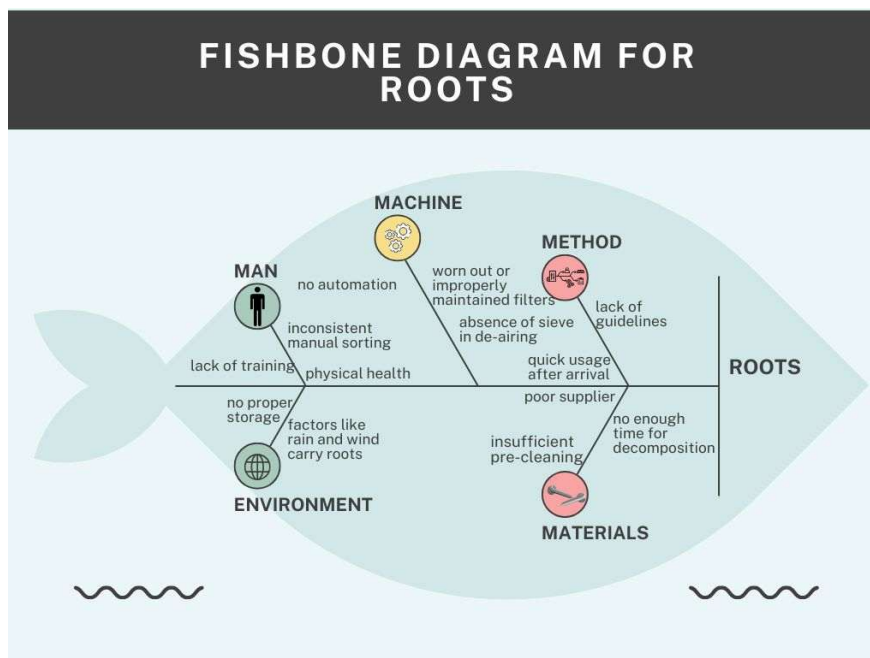 FISHBONE DIAGRAM FOR
ROOTS
MACHINE
METHOD
MAN
no automation
worn out or
improperly
maintained filters
lack of
guidelines
inconsistent
manual sorting
absence of sieve
in de-airing
lack of training
physical health
quick usage
after arrival
ROOTS
no proper
storage
factors like
rain and wind
carry roots
poor supplier
no enough
time for
decomposition
insufficient
pre-cleaning
ENVIRONMENT
MATERIALS